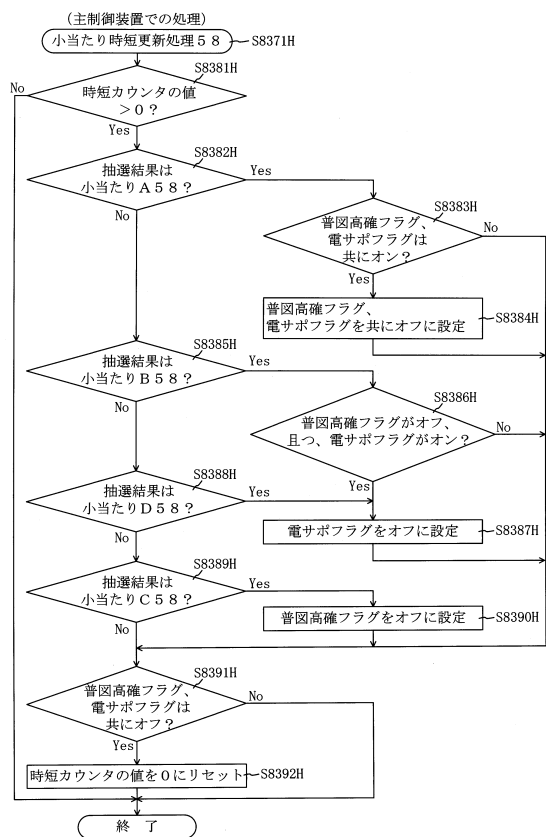 (主制御装置での処理)
小当たり時短更新処理58
S8371H
S8381H
No
時短カウンタの値
>0?
Yes
S8382H
抽選結果は
小当たりA58?
Yes
No
S8383H
普図高確フラグ、
電サポフラグは
共にオン?
No
Yes
普図高確フラグ、
電サポフラグを共にオフに設定
S8384H
S8385H
抽選結果は
小当たりB58?
Yes
No
S8386H
普図高確フラグがオフ、
且つ、電サポフラグがオン?
No
Yes
S8388H
抽選結果は
小当たりD58?
Yes
No
電サポフラグをオフに設定
S8387H
S8389H
抽選結果は
小当たりC58?
Yes
No
普図高確フラグをオフに設定
S8390H
S8391H
普図高確フラグ、
電サポフラグは
共にオフ?
No
Yes
時短カウンタの値を0にリセット
S8392H
終 了